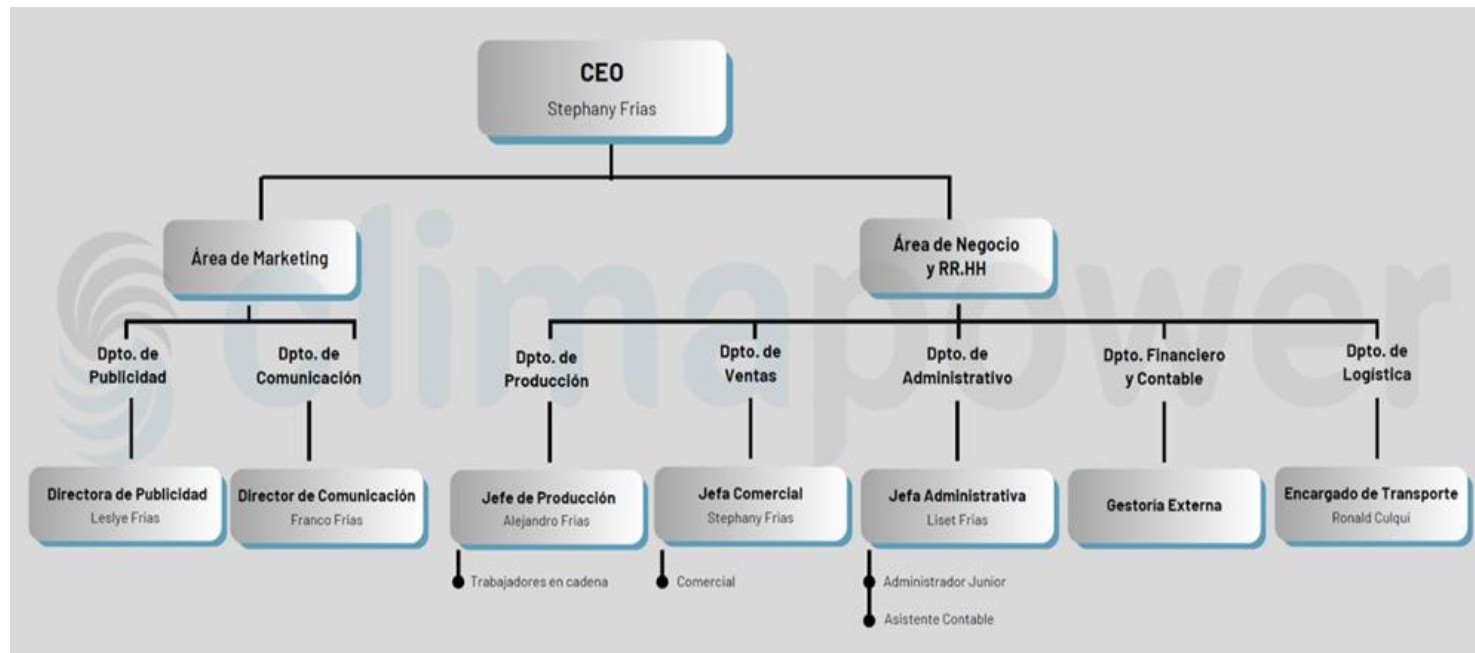 CEO
Stephany Frias
Área de Marketing
Área de Negocio
y RR.HH
climapower
Dpto. de
Publicidad
Dpto. de
Comunicación
Dpto. de
Producción
Dpto. de
Ventas
Dpto. de
Administrativo
Dpto. Financiero
y Contable
Dpto. de
Logística
Directora de Publicidad
Leslye Frias
Director de Comunicación
Franco Frias
Jefe de Producción
Alejandro Frias
Jefa Comercial
Stephany Frias
Jefa Administrativa
Liset Frias
Gestoría Externa
Encargado de Transporte
Ronald Culqui
Trabajadores en cadena
Comercial
Administrador Junior
Asistente Contable